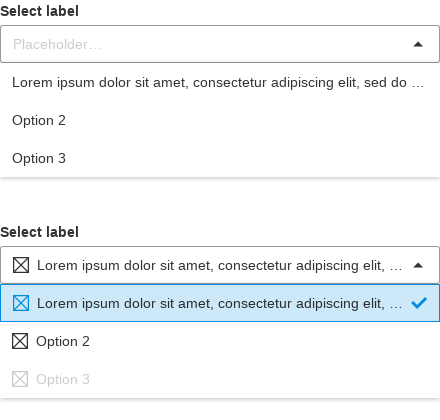 Select label
Placeholder…
Lorem ipsum dolor sit amet, consectetur adipiscing elit, sed do …
Option 2
Option 3
Select label
Lorem ipsum dolor sit amet, consectetur adipiscing elit, …
Lorem ipsum dolor sit amet, consectetur adipiscing elit, …
Option 2
Option 3